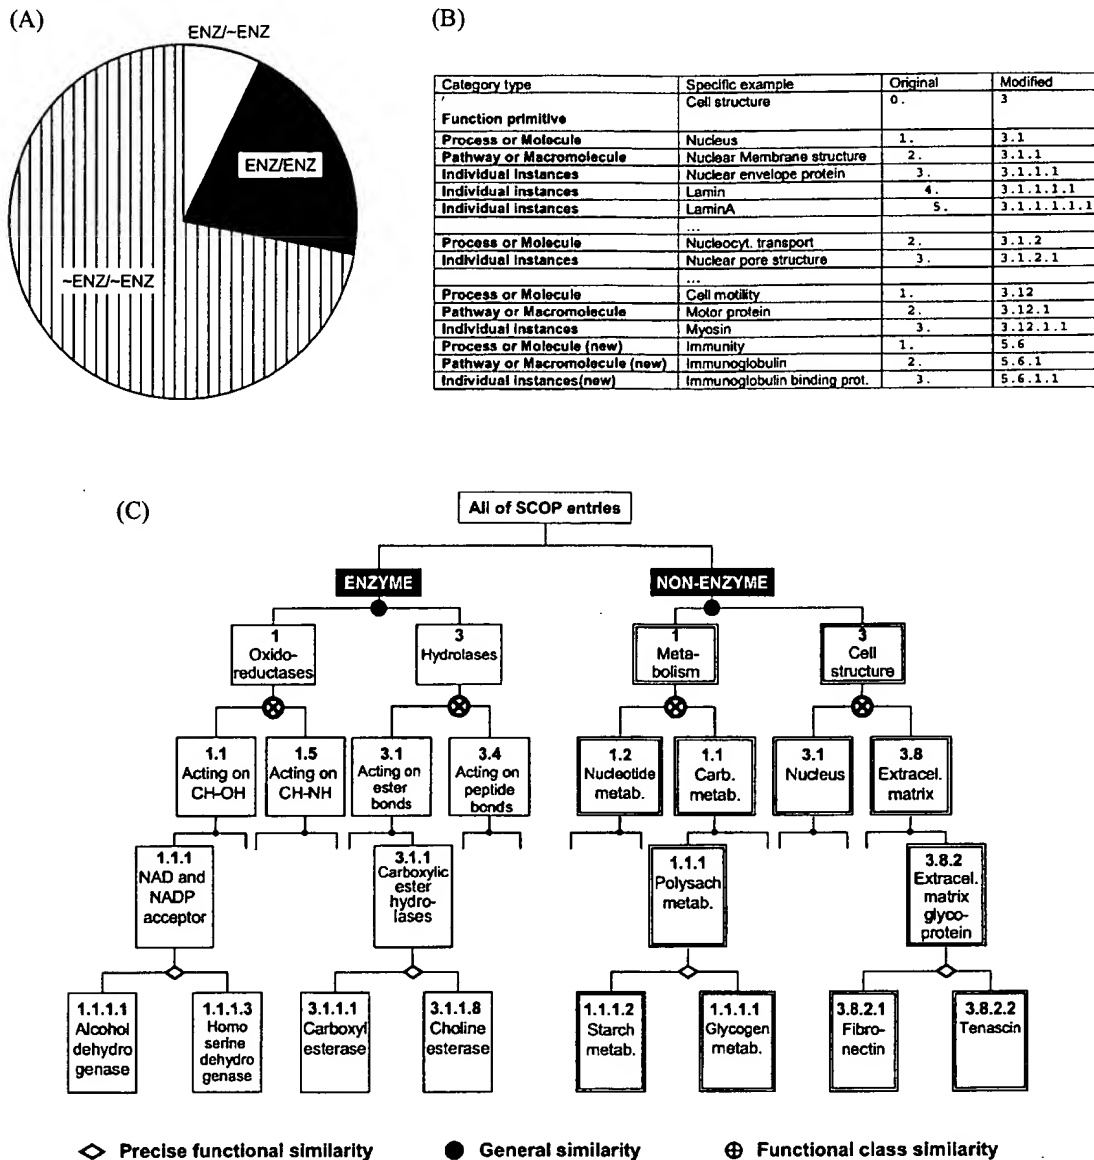 (A)
ENZ/~ENZ
ENZ/ENZ
~ENZ/~ENZ
(B)
Category type Specific example Original Modified
Cell structure 0. 3
Function primitive
Process or Molecule Nucleus 1. 3.1
Pathway or Macromolecule Nuclear Membrane structure 2. 3.1.1
Individual instances Nuclear envelope protein 3. 3.1.1.1
Individual instances Lamin 4. 3.1.1.1.1
Individual instances LaminA 5. 3.1.1.1.1.1
...
Process or Molecule Nucleocyt. transport 2. 3.1.2
Individual instances Nuclear pore structure 3. 3.1.2.1
...
Process or Molecule Cell motility 1. 3.12
Pathway or Macromolecule Motor protein 2. 3.12.1
Individual instances Myosin 3. 3.12.1.1
Process or Molecule (new) Immunity 1. 5.6
Pathway or Macromolecule (new) Immunoglobulin 2. 5.6.1
Individual instances(new) Immunoglobulin binding prot. 3. 5.6.1.1
(C)
All of SCOP entries
ENZYME
NON-ENZYME
1
Oxido-
reductases
3
Hydrolases
1
Meta-
bolism
3
Cell
structure
1.1
Acting on
CH-OH
1.5
Acting on
CH-NH
3.1
Acting on
ester
bonds
3.4
Acting on
peptide
bonds
1.2
Nucleotide
metab.
1.1
Carb.
metab.
3.1
Nucleus
3.8
Extracel.
matrix
1.1.1
NAD and
NADP
acceptor
3.1.1
Carboxylic
ester
hydro-
lases
1.1.1
Polysach
metab.
3.8.2
Extracel.
matrix
glyco-
protein
1.1.1.1
Alcohol
dehydro
genase
1.1.1.3
Homo
serine
dehydro
genase
3.1.1.1
Carboxyl
esterase
3.1.1.8
Choline
esterase
1.1.1.2
Starch
metab.
1.1.1.1
Glycogen
metab.
3.8.2.1
Fibro-
nectin
3.8.2.2
Tenascin
Precise functional similarity
General similarity
Functional class similarity